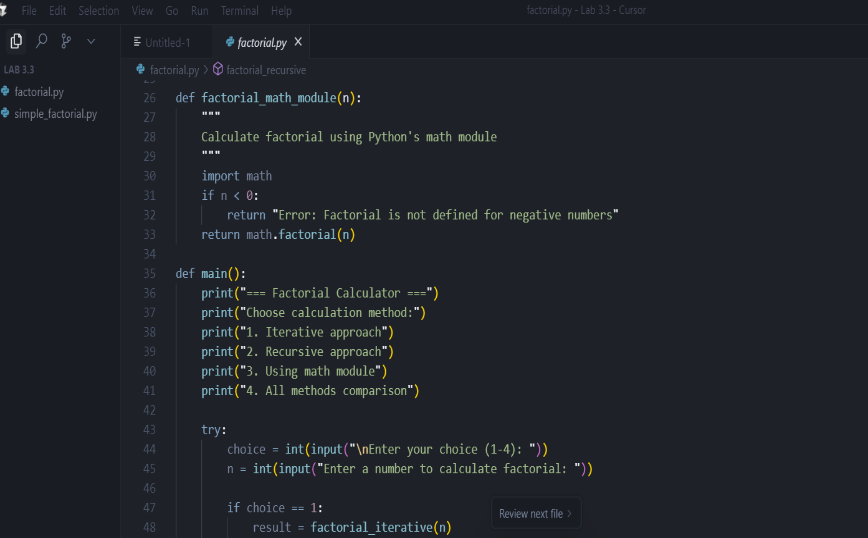 File Edit Selection View Go Run Terminal Help
factorial.py - Lab 3.3 - Cursor
Untitled-1
factorial.py
LAB 3.3
factorial.py
simple_factorial.py
factorial.py > factorial_recursive
26 def factorial_math_module(n):
27 """
28 Calculate factorial using Python's math module
29 """
30 import math
31 if n < 0:
32 return "Error: Factorial is not defined for negative numbers"
33 return math.factorial(n)
34
35 def main():
36 print("=== Factorial Calculator ===")
37 print("Choose calculation method:")
38 print("1. Iterative approach")
39 print("2. Recursive approach")
40 print("3. Using math module")
41 print("4. All methods comparison")
42
43 try:
44 choice = int(input("\nEnter your choice (1-4): "))
45 n = int(input("Enter a number to calculate factorial: "))
46
47 if choice == 1:
48 result = factorial_iterative(n)
Review next file >